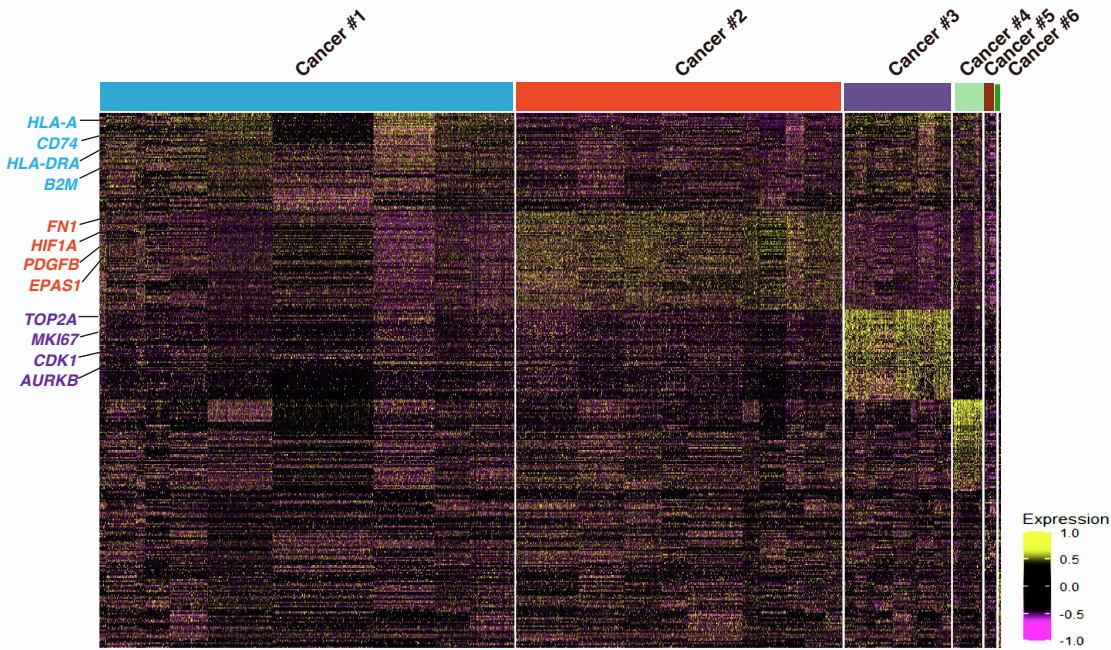 Cancer #1
Cancer #2
Cancer #3
Cancer #4
Cancer #5
Cancer #6
HLA-A
CD74
HLA-DRA
B2M
FN1
HIF1A
PDGFB
EPAS1
TOP2A
MKI67
CDK1
AURKB
Expression
1.0
0.5
0.0
-0.5
-1.0